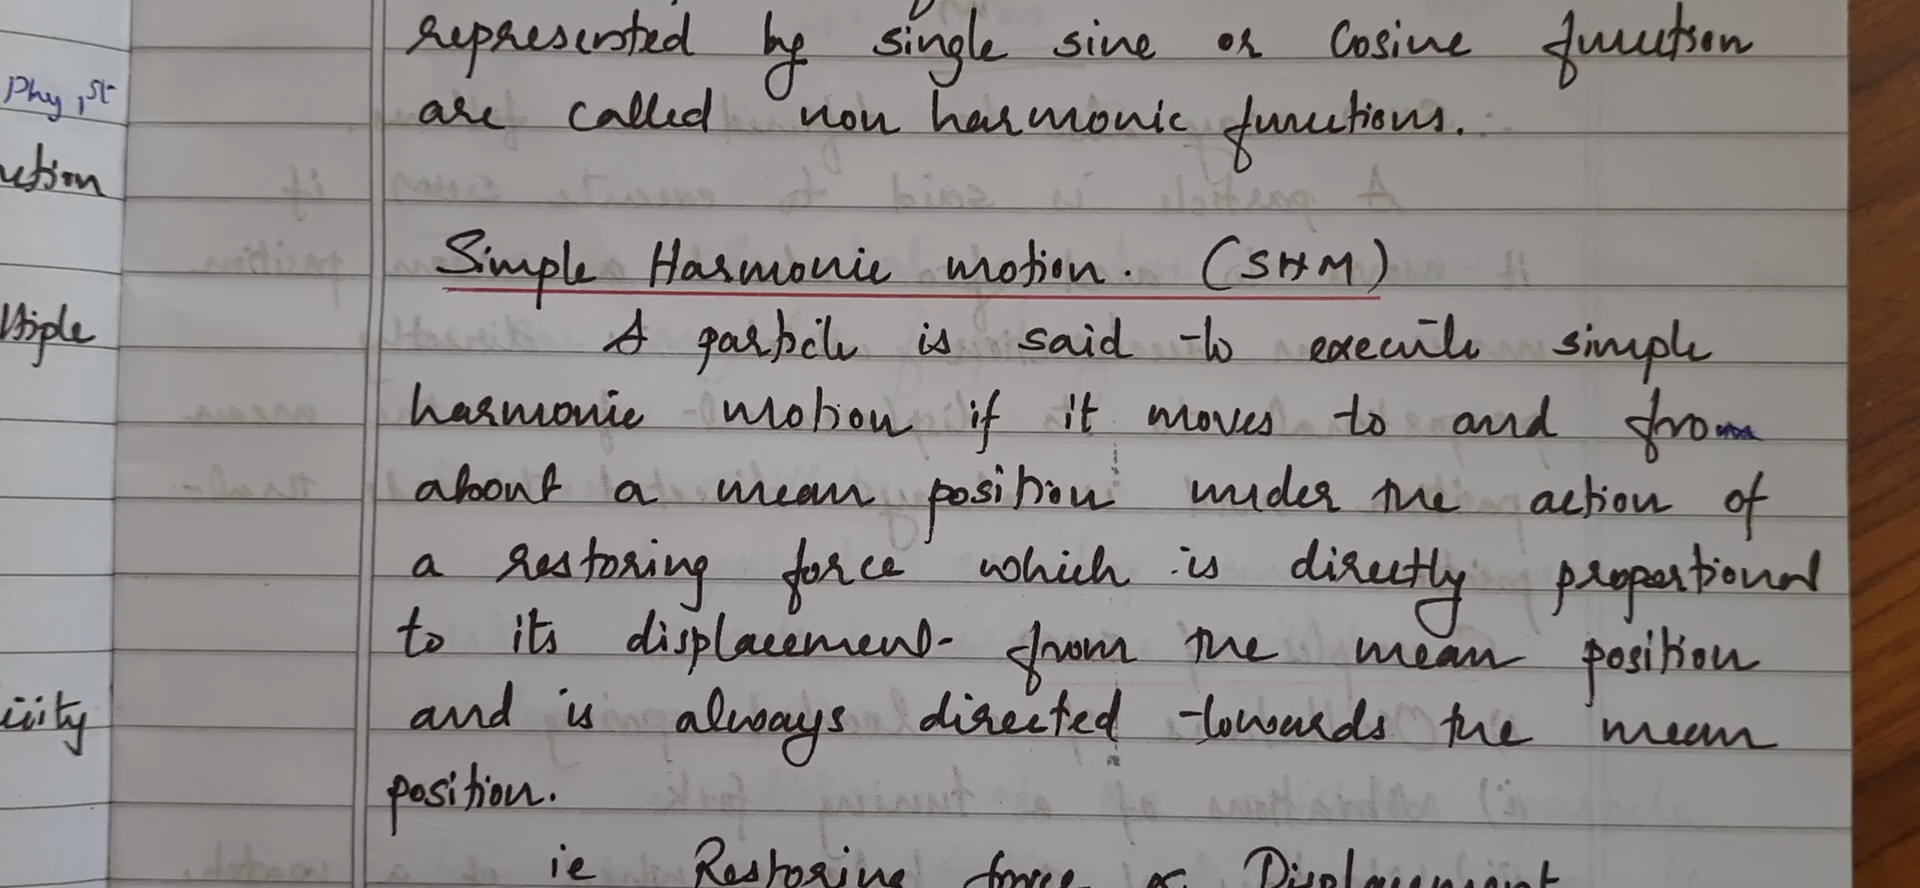 represented by single sine or Cosine function
are called non harmonic functions.
Phy 1st
Simple Harmonic motion. (SHM)
A particle is said to execute simple
harmonic motion if it moves to and fro
about a mean position under the action of
a restoring force which is directly proportional
to its displacement from the mean position
and is always directed towards the mean
position.
ie Restoring force ∝ Displacement